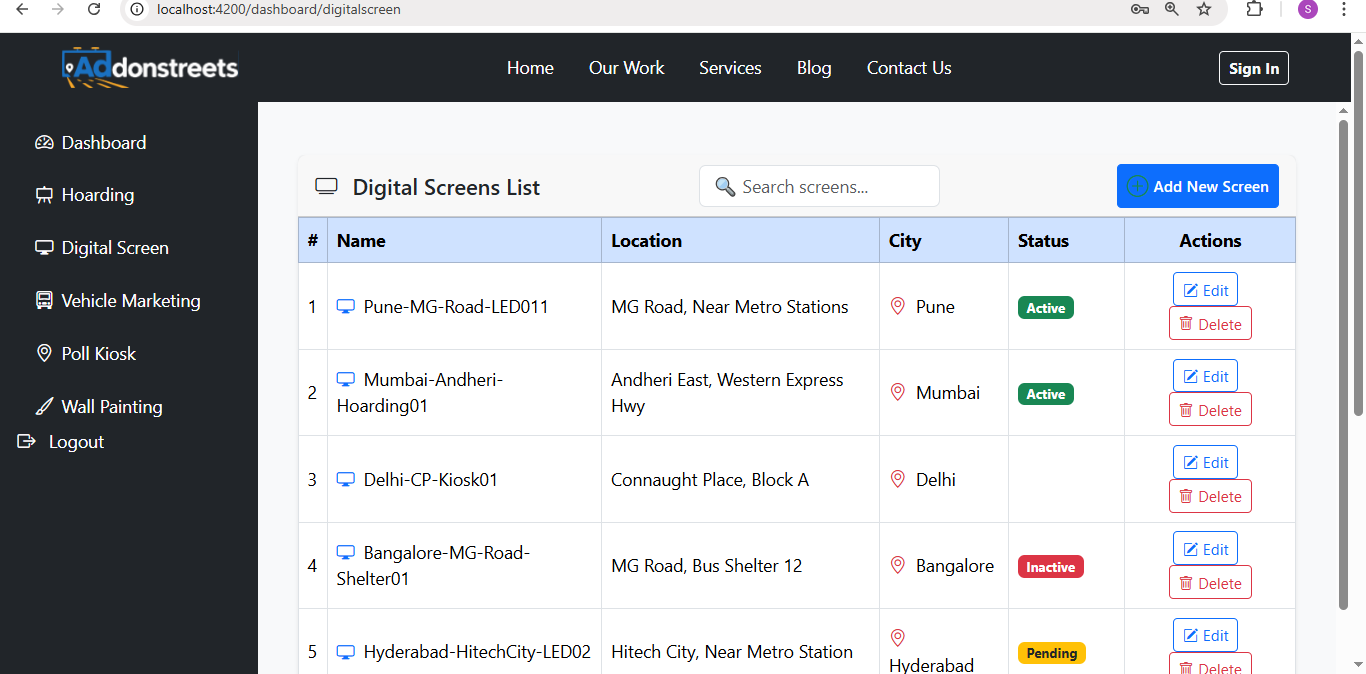 localhost:4200/dashboard/digitalscreen
S
Addonstreets
Home Our Work Services Blog Contact Us
Sign In
Dashboard
Hoarding
Digital Screen
Vehicle Marketing
Poll Kiosk
Wall Painting
Logout
Digital Screens List
Search screens...
Add New Screen
# Name Location City Status Actions
1 Pune-MG-Road-LED011 MG Road, Near Metro Stations Pune Active Edit
Delete
2 Mumbai-Andheri-
Hoarding01 Andheri East, Western Express
Hwy Mumbai Active Edit
Delete
3 Delhi-CP-Kiosk01 Connaught Place, Block A Delhi Edit
Delete
4 Bangalore-MG-Road-
Shelter01 MG Road, Bus Shelter 12 Bangalore Inactive Edit
Delete
5 Hyderabad-HitechCity-LED02 Hitech City, Near Metro Station Hyderabad Pending Edit
Delete